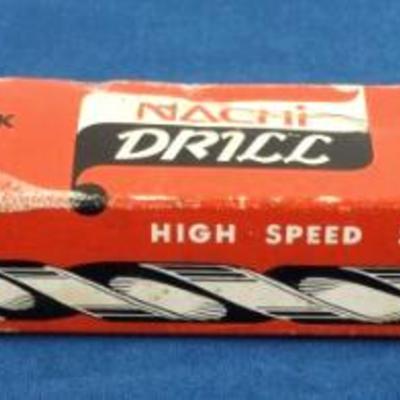 K
NACHi
DRILL
HIGH SPEED